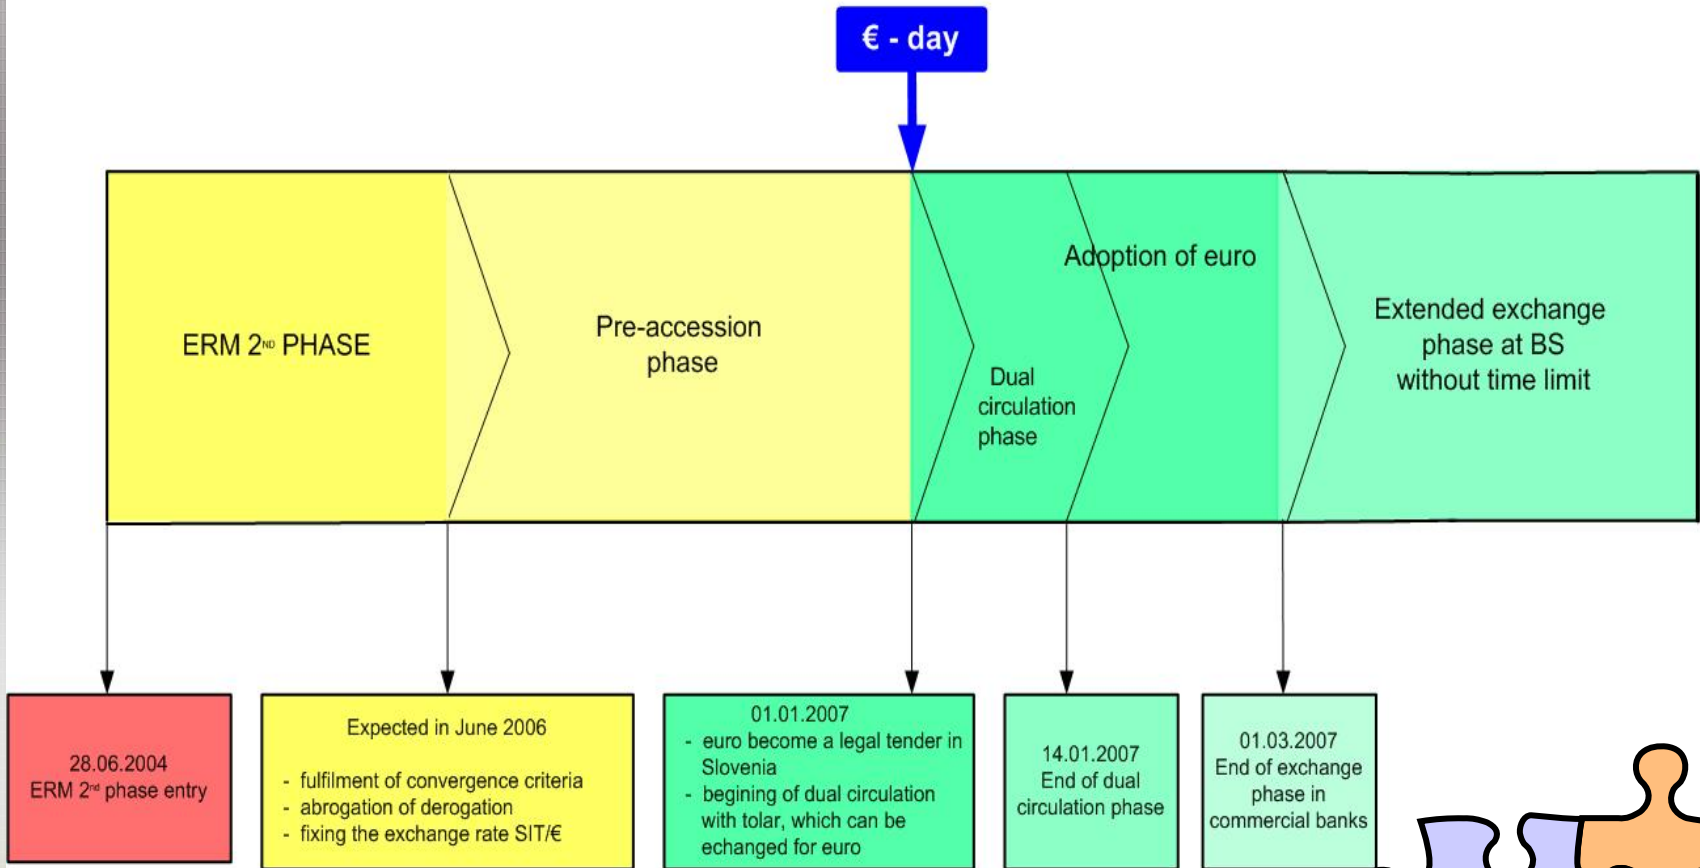 € - day
ERM 2ND PHASE
Pre-accession
phase
Dual
circulation
phase
Adoption of euro
Extended exchange
phase at BS
without time limit
28.06.2004
ERM 2nd phase entry
Expected in June 2006
- fulfilment of convergence criteria
- abrogation of derogation
- fixing the exchange rate SIT/€
01.01.2007
- euro become a legal tender in
Slovenia
- begining of dual circulation
with tolar, which can be
echanged for euro
14.01.2007
End of dual
circulation phase
01.03.2007
End of exchange
phase in
commercial banks